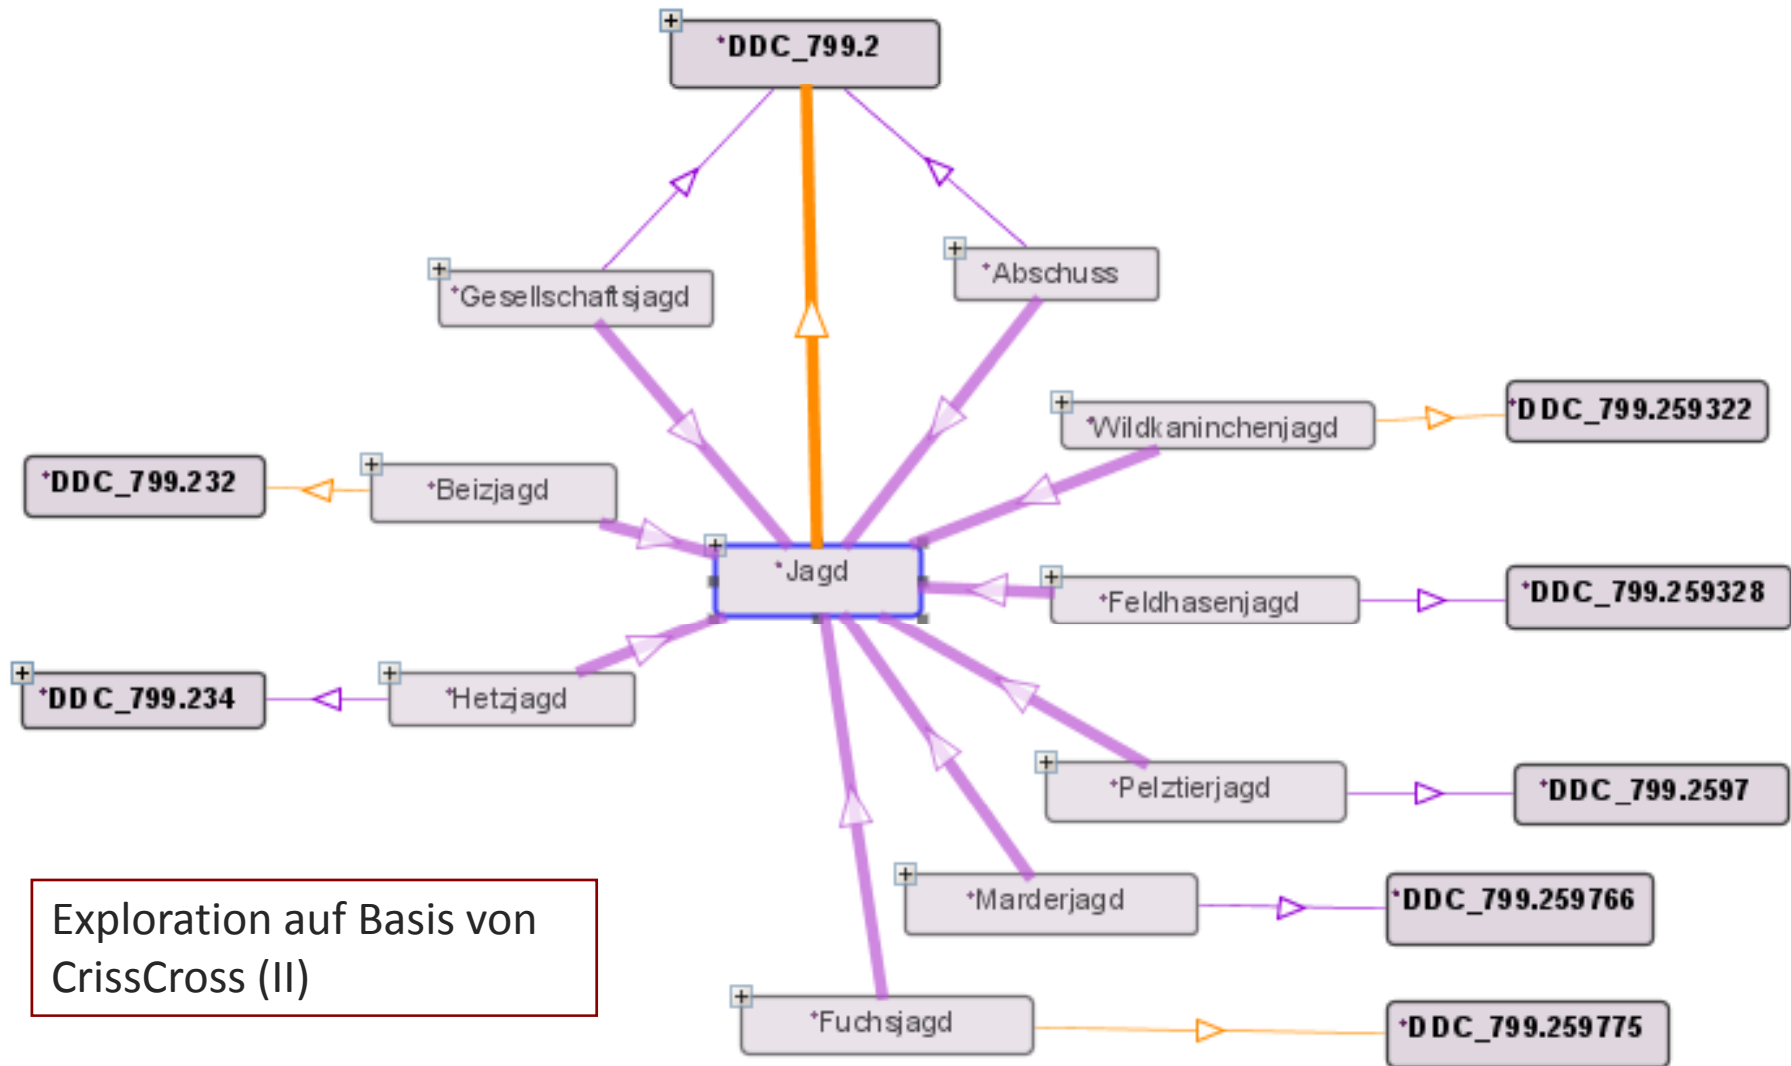 DDC_799.2
Gesellschaftsjagd
Abschuss
Wildkaninchenjagd
DDC_799.259322
DDC_799.232
Beizjagd
Jagd
Feldhasenjagd
DDC_799.259328
DDC_799.234
Hetzjagd
Pelztierjagd
DDC_799.2597
Marderjagd
DDC_799.259766
Exploration auf Basis von
CrissCross (II)
Fuchsjagd
DDC_799.259775